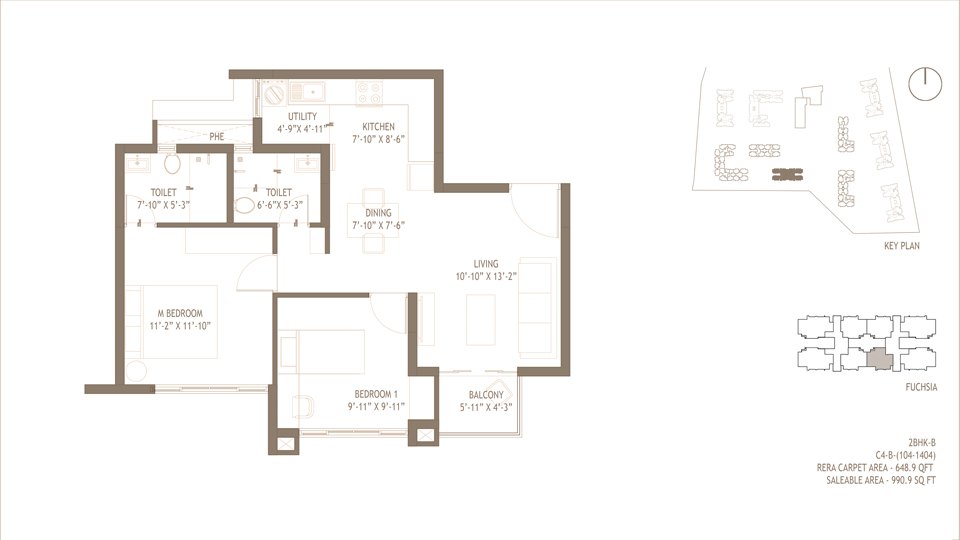 UTILITY
4'-9"X 4'-11"
KITCHEN
7'-10" X 8'-6"
PHE
TOILET
7'-10" X 5'-3"
TOILET
6'-6"X 5'-3"
DINING
7'-10" X 7'-6"
LIVING
10'-10" X 13'-2"
M BEDROOM
11'-2" X 11'-10"
BEDROOM 1
9'-11" X 9'-11"
BALCONY
5'-11" X 4'-3"
KEY PLAN
FUCHSIA
2BHK-B
C4-B-(104-1404)
RERA CARPET AREA - 648.9 QFT
SALEABLE AREA - 990.9 SQ FT